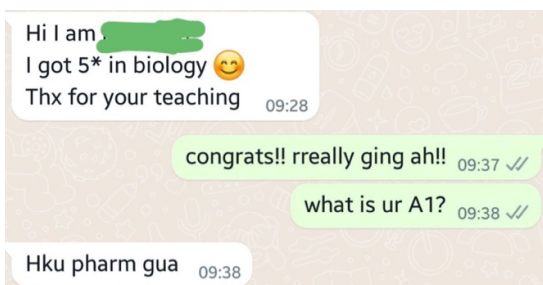 Hi I am
I got 5* in biology 😊
Thx for your teaching 09:28
congrats!! rreally ging ah!! 09:37
what is ur A1? 09:38
Hku pharm gua 09:38